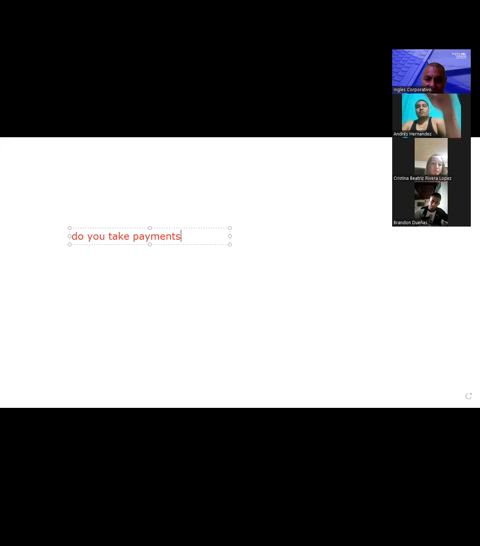 Ingles Corporativo
Andrés Hernandez
Cristina Beatriz Rivera Lopez
Brandon Dueñas
do you take payments